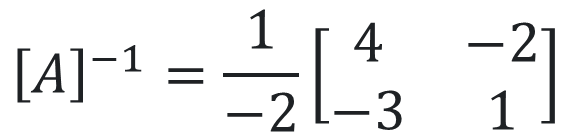 [A]⁻¹ = \frac{1}{−2} \begin{bmatrix} 4 & −2 \\ −3 & 1 \end{bmatrix}